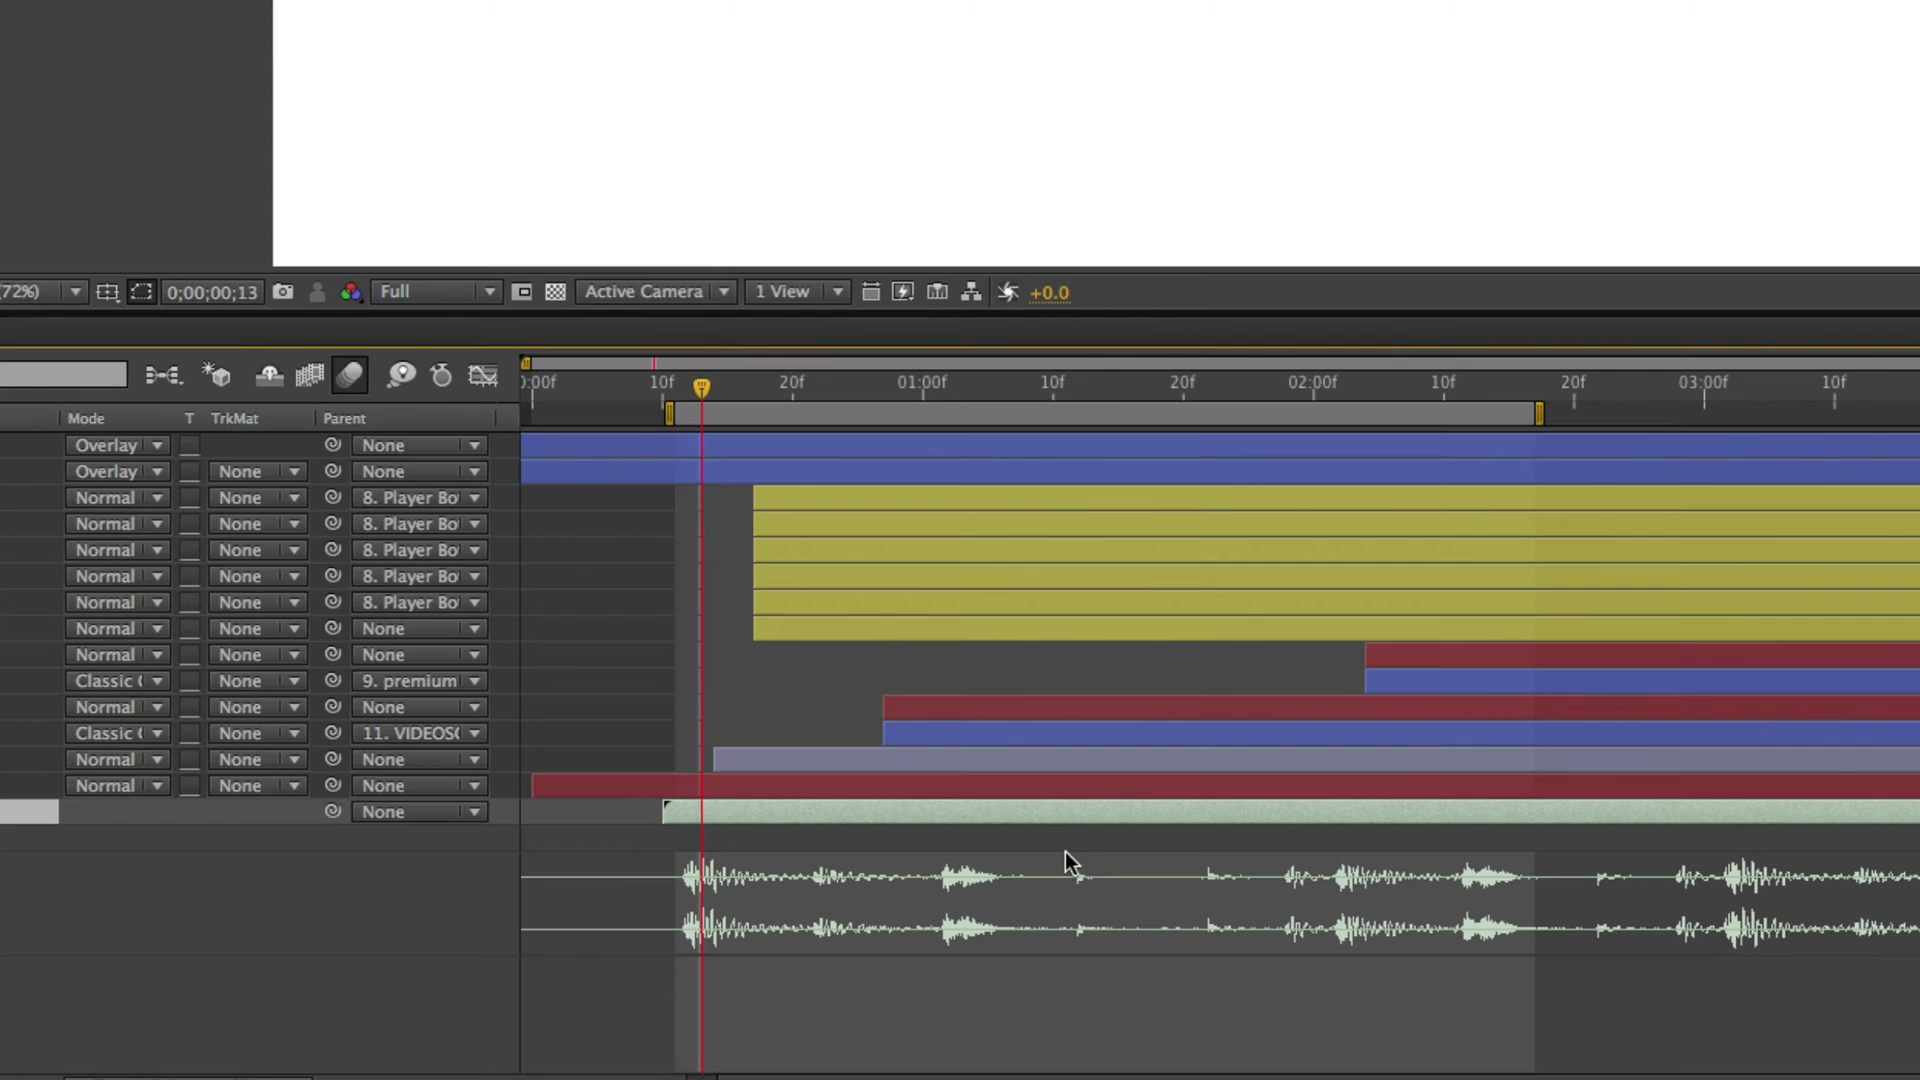 72%) 0;00;00;13 Full Active Camera 1 View +0.0
):00f 10f 20f 01:00f 10f 20f 02:00f 10f 20f 03:00f 10f
Mode T TrkMat Parent
Overlay None
Overlay None None
Normal None 8. Player Bo
Normal None 8. Player Bo
Normal None 8. Player Bo
Normal None 8. Player Bo
Normal None 8. Player Bo
Normal None None
Normal None None
Classic ( None 9. premium
Normal None None
Classic ( None 11. VIDEOS(
Normal None None
Normal None None
None